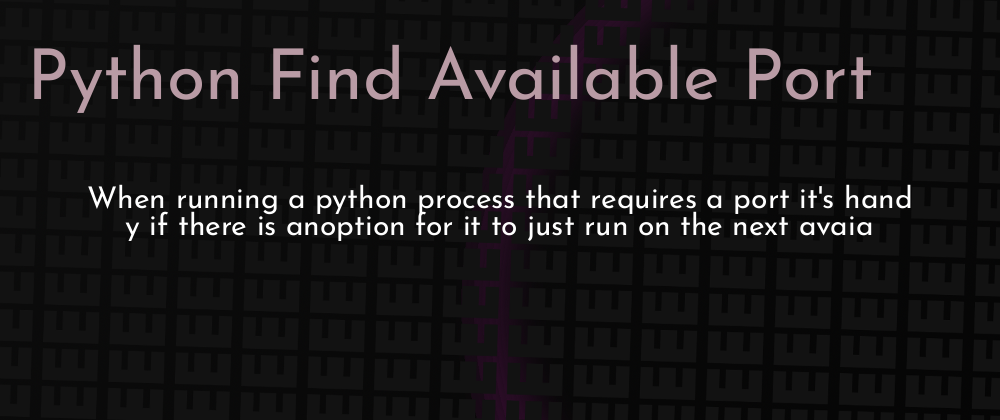 Python Find Available Port
When running a python process that requires a port it's hand
y if there is anoption for it to just run on the next avaia